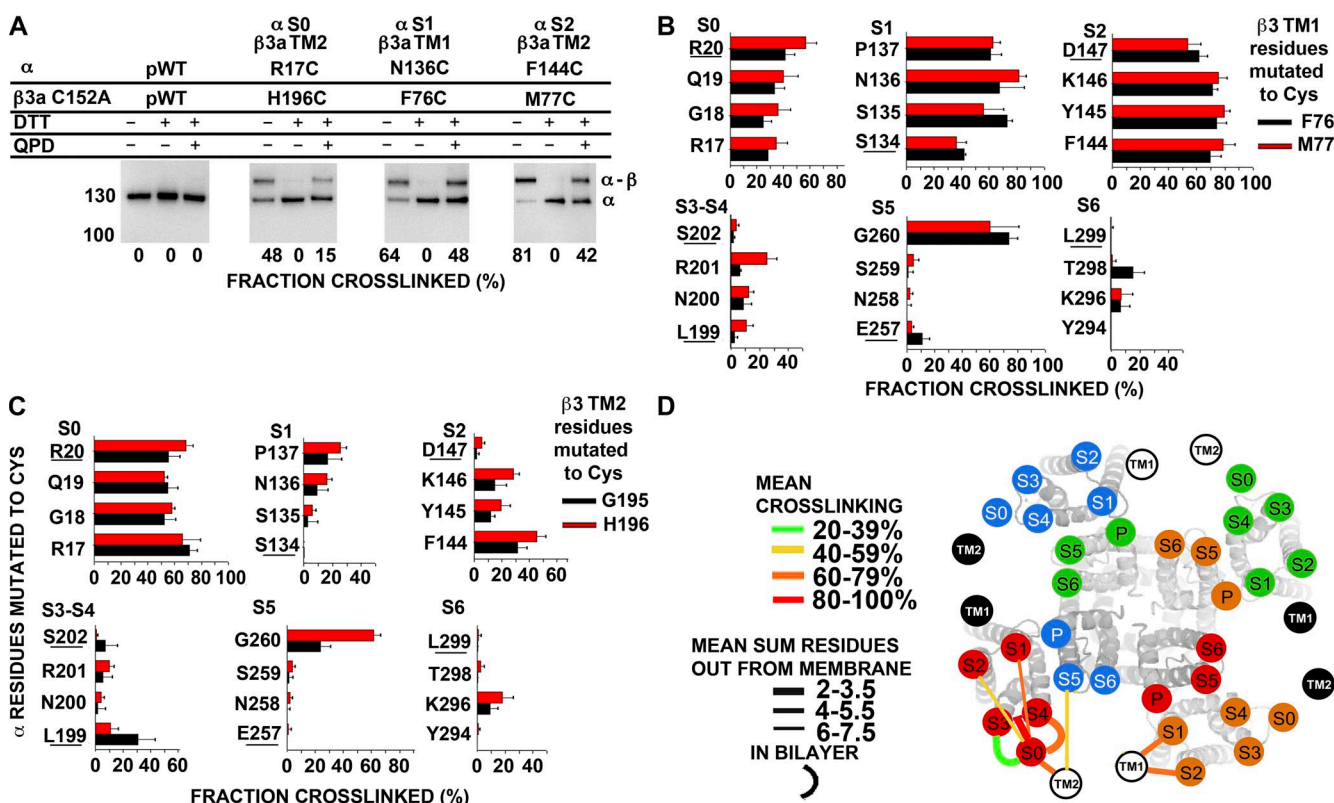 A
α S0 α S1 α S2
β3a TM2 β3a TM1 β3a TM2
α pWT R17C N136C F144C
β3a C152A pWT H196C F76C M77C
DTT − + + − + + − + + − + +
QPD − − + − − + − − + − − +
130
100
α - β
α
0 0 0 48 0 15 64 0 48 81 0 42
FRACTION CROSSLINKED (%)
B
S0
R20
Q19
G18
R17
0 20 40 60 80
S1
P137
N136
S135
S134
0 20 40 60 80 100
S2
D147
K146
Y145
F144
0 20 40 60 80 100
β3 TM1
residues
mutated
to Cys
F76
M77
S3-S4
S202
R201
N200
L199
0 20 40
S5
G260
S259
N258
E257
0 20 40 60 80 100
S6
L299
T298
K296
Y294
0 20 40
FRACTION CROSSLINKED (%)
C
α RESIDUES MUTATED TO CYS
S0
R20
Q19
G18
R17
0 20 40 60 80 100
S1
P137
N136
S135
S134
0 20 40
S2
D147
K146
Y145
F144
0 20 40 60
β3 TM2
residues
mutated
to Cys
G195
H196
S3-S4
S202
R201
N200
L199
0 20 40 60
S5
G260
S259
N258
E257
0 20 40 60 80
S6
L299
T298
K296
Y294
0 20 40 60
FRACTION CROSSLINKED (%)
D
MEAN
CROSSLINKING
20-39%
40-59%
60-79%
80-100%
MEAN SUM RESIDUES
OUT FROM MEMBRANE
2-3.5
4-5.5
6-7.5
IN BILAYER
S2 TM1 TM2
S3 S0
S0 S4 S1 S4 S3
TM2 S5 P S6 S5 S2
S6 S1
TM1 P TM1
S2 S1 P S6
S5 S6 S5 TM2
S3 S4 P S4 S0
S0 S1 S3
TM2 TM1 S2